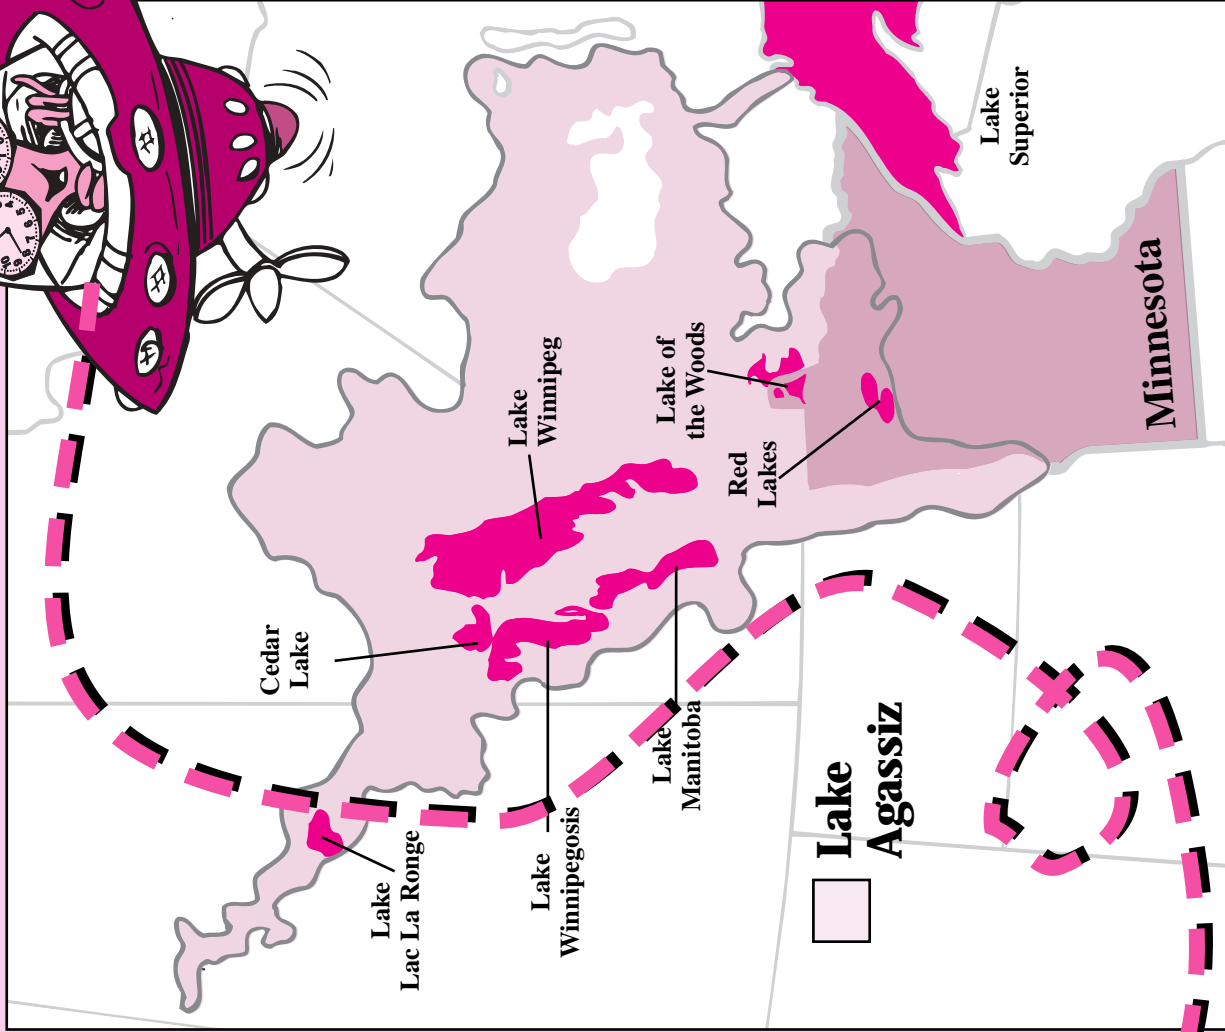 Lake
Superior
Minnesota
Lake
Winnipeg
Lake of
the Woods
Red
Lakes
Cedar
Lake
Lake
Manitoba
Lake
Winnipegosis
Lake
Lac La Ronge
Lake
Agassiz